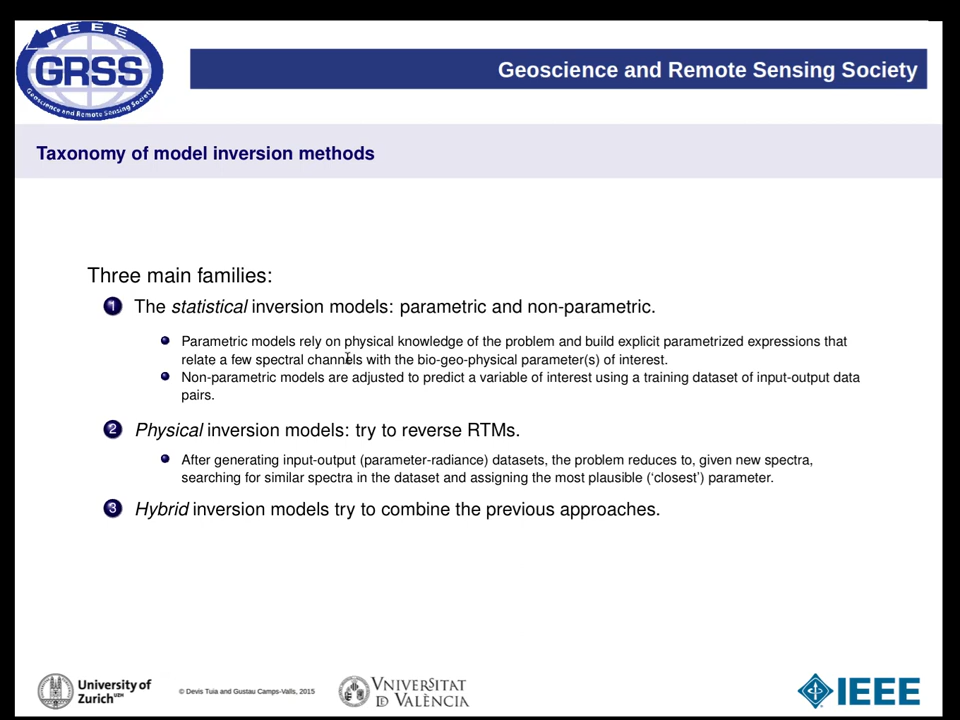 IEEE
GRSS
Geoscience and Remote Sensing Society
Geoscience and Remote Sensing Society
Taxonomy of model inversion methods
Three main families:
1 The statistical inversion models: parametric and non-parametric.
Parametric models rely on physical knowledge of the problem and build explicit parametrized expressions that
relate a few spectral channels with the bio-geo-physical parameter(s) of interest.
Non-parametric models are adjusted to predict a variable of interest using a training dataset of input-output data
pairs.
2 Physical inversion models: try to reverse RTMs.
After generating input-output (parameter-radiance) datasets, the problem reduces to, given new spectra,
searching for similar spectra in the dataset and assigning the most plausible (‘closest’) parameter.
3 Hybrid inversion models try to combine the previous approaches.
University of
Zurich UZH
© Devis Tuia and Gustau Camps-Valls, 2015
VNIVERSITAT
D VALÈNCIA
IEEE